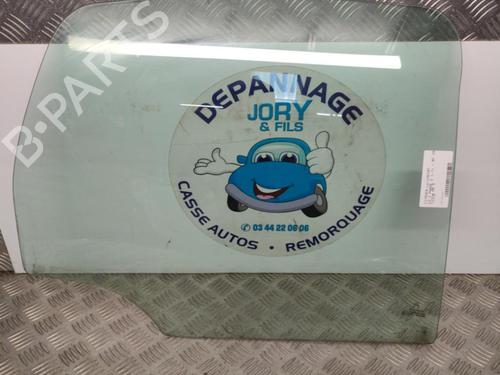 B-PARTS
DEPANNAGE
JORY
& FILS
03 44 22 06 06
CASSE AUTOS • REMORQUAGE